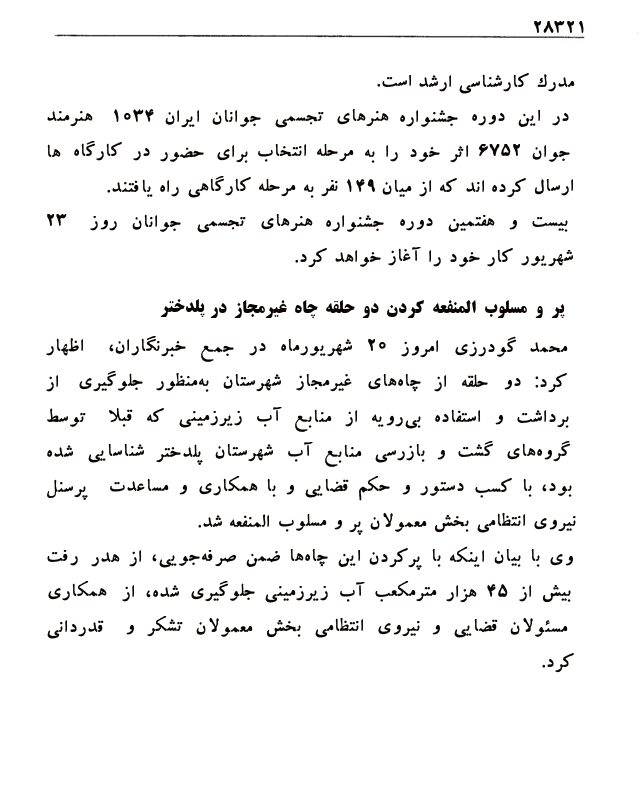 ۲۸۳۲۱
مدرك كارشناسی ارشد است.
در این دوره جشنواره هنرهای تجسمی جوانان ایران ۱۰۳۴ هنرمند
جوان ۶۷۵۲ اثر خود را به مرحله انتخاب برای حضور در کارگاه ها
ارسال کرده اند که از میان ۱۴۹ نفر به مرحله کارگاهی راه یافتند.
بیست و هفتمین دوره جشنواره هنرهای تجسمی جوانان روز ۲۳
شهریور کار خود را آغاز خواهد کرد.
پر و مسلوب المنفعه کردن دو حلقه چاه غیرمجاز در پلدختر
محمد گودرزی امروز ۲۰ شهریورماه در جمع خبرنگاران، اظهار
کرد: دو حلقه از چاه‌های غیرمجاز شهرستان به‌منظور جلوگیری از
برداشت و استفاده بی‌رویه از منابع آب زیرزمینی که قبلا توسط
گروه‌های گشت و بازرسی منابع آب شهرستان پلدختر شناسایی شده
بود، با کسب دستور و حکم قضایی و با همکاری و مساعدت پرسنل
نیروی انتظامی بخش معمولان پر و مسلوب المنفعه شد.
وی با بیان اینکه با پرکردن این چاه‌ها ضمن صرفه‌جویی، از هدر رفت
بیش از ۴۵ هزار مترمکعب آب زیرزمینی جلوگیری شده، از همکاری
مسئولان قضایی و نیروی انتظامی بخش معمولان تشکر و قدردانی
کرد.